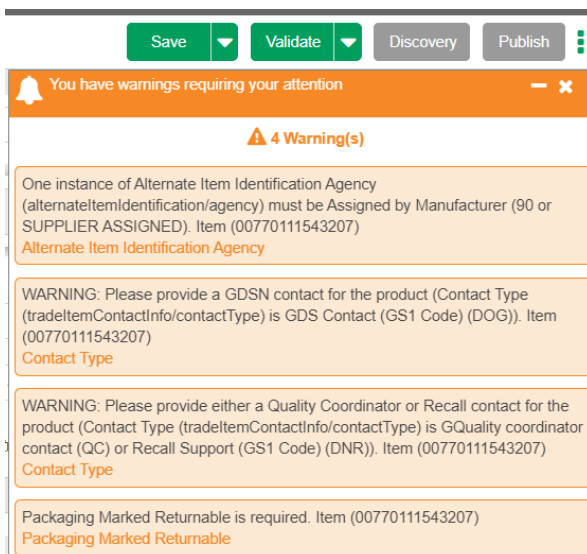 Save
Validate
Discovery
Publish
You have warnings requiring your attention
4 Warning(s)
One instance of Alternate Item Identification Agency
(alternateItemIdentification/agency) must be Assigned by Manufacturer (90 or
SUPPLIER ASSIGNED). Item (00770111543207)
Alternate Item Identification Agency
WARNING: Please provide a GDSN contact for the product (Contact Type
(tradeItemContactInfo/contactType) is GDS Contact (GS1 Code) (DOG)). Item
(00770111543207)
Contact Type
WARNING: Please provide either a Quality Coordinator or Recall contact for the
product (Contact Type (tradeItemContactInfo/contactType) is GQuality coordinator
contact (QC) or Recall Support (GS1 Code) (DNR)). Item (00770111543207)
Contact Type
Packaging Marked Returnable is required. Item (00770111543207)
Packaging Marked Returnable